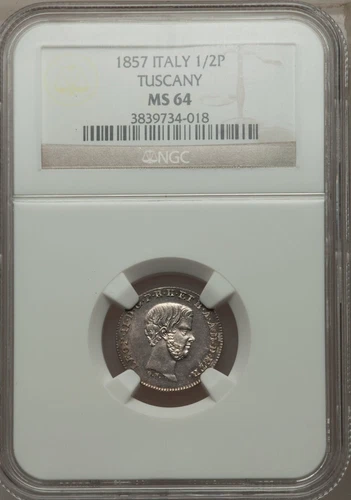 1857 ITALY 1/2P
TUSCANY
MS 64
3839734-018
NGC